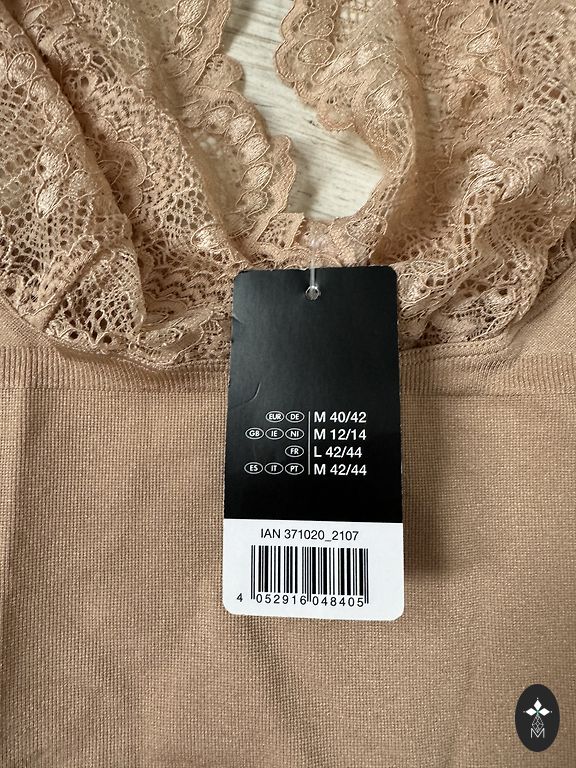 EUR DE M 40/42
GB IE NI M 12/14
FR L 42/44
ES IT PT M 42/44
IAN 371020_2107
4 052916 048405
M